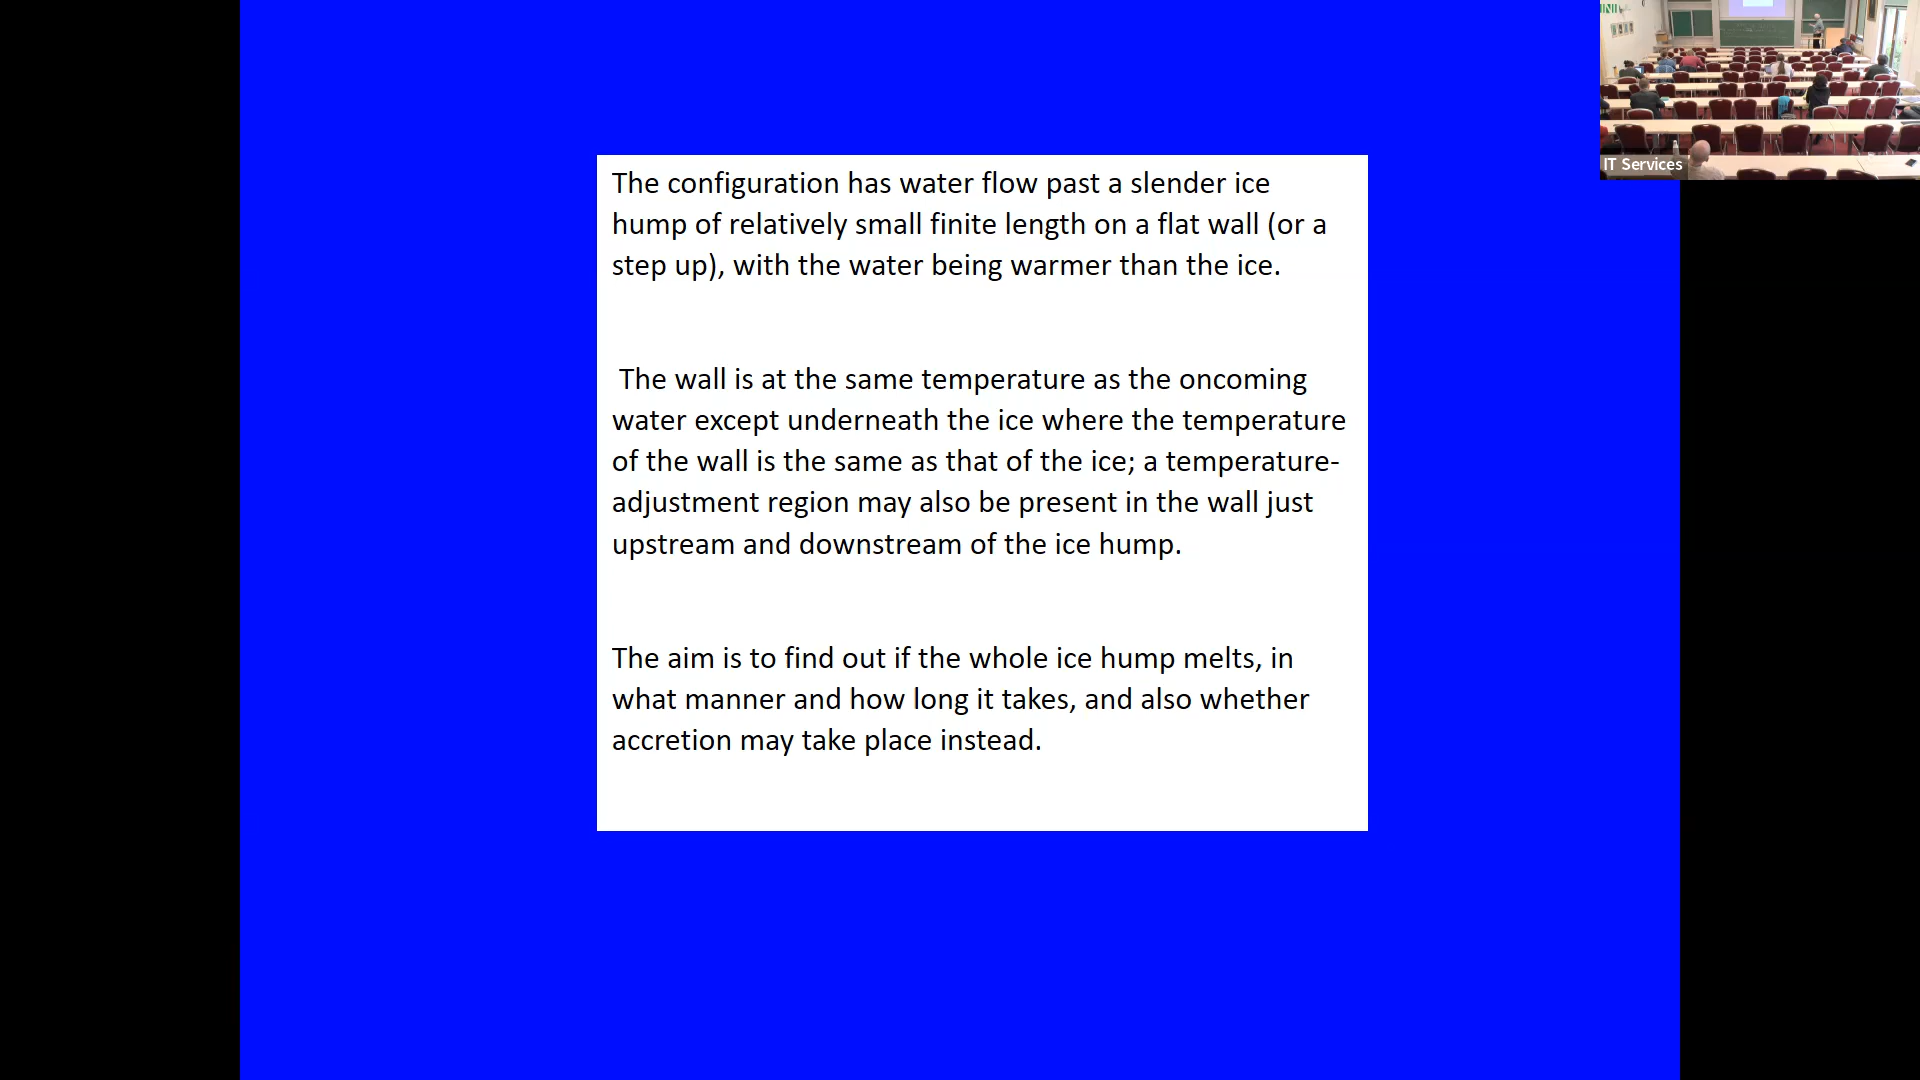 The configuration has water flow past a slender ice
hump of relatively small finite length on a flat wall (or a
step up), with the water being warmer than the ice.
The wall is at the same temperature as the oncoming
water except underneath the ice where the temperature
of the wall is the same as that of the ice; a temperature-
adjustment region may also be present in the wall just
upstream and downstream of the ice hump.
The aim is to find out if the whole ice hump melts, in
what manner and how long it takes, and also whether
accretion may take place instead.
IT Services